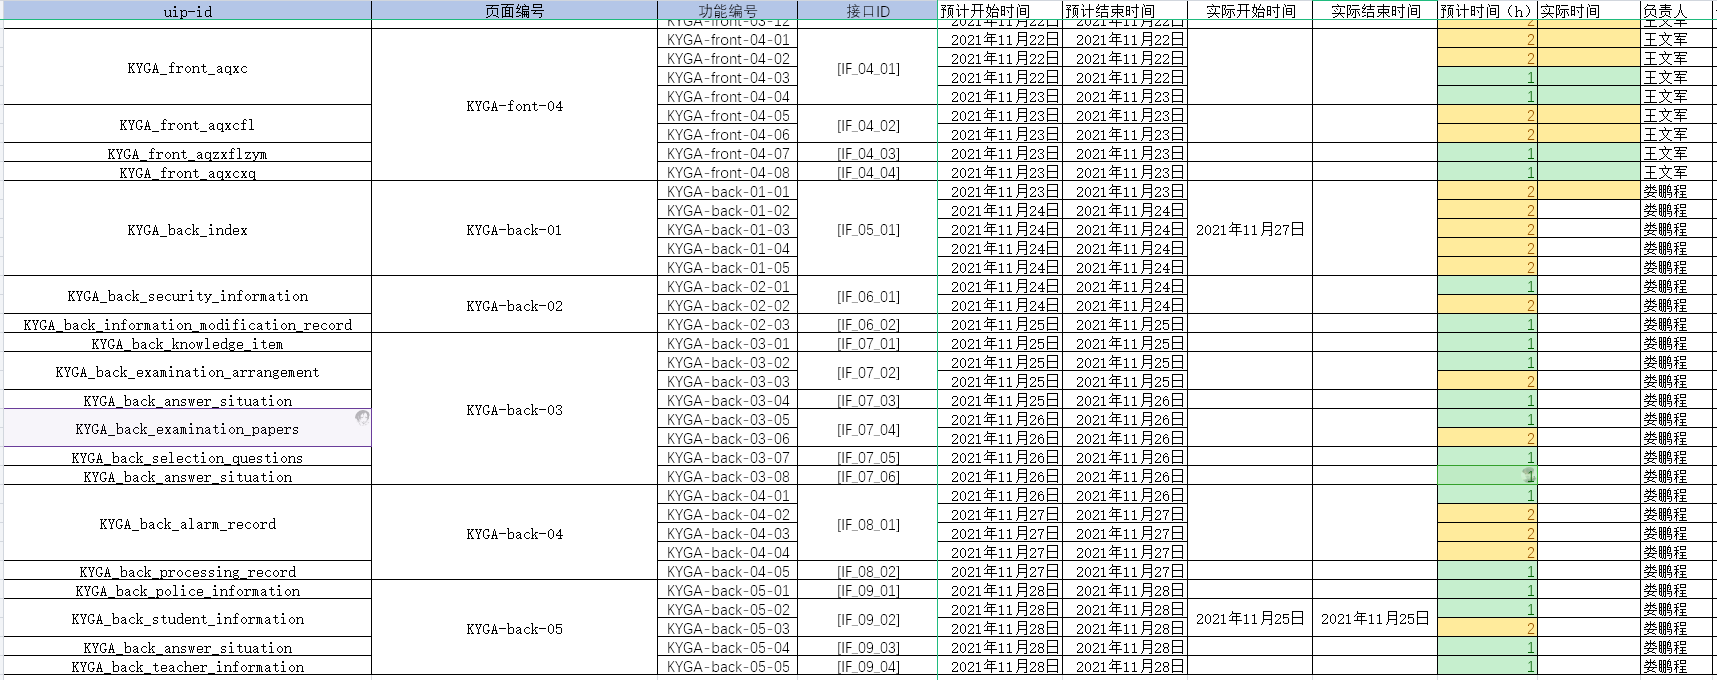 uip-id 页面编号 功能编号 接口ID 预计开始时间 预计结束时间 实际开始时间 实际结束时间 预计时间（h） 实际时间 负责人
KYGA-front-03-12 2021年11月22日 2021年11月22日 2 王文军
KYGA_front_aqxc KYGA-font-04 KYGA-front-04-01 [IF_04_01] 2021年11月22日 2021年11月22日 2 王文军
KYGA-front-04-02 2021年11月22日 2021年11月22日 2 王文军
KYGA-front-04-03 2021年11月22日 2021年11月22日 1 王文军
KYGA-front-04-04 2021年11月23日 2021年11月23日 1 王文军
KYGA_front_aqxcfl KYGA-front-04-05 [IF_04_02] 2021年11月23日 2021年11月23日 2 王文军
KYGA-front-04-06 2021年11月23日 2021年11月23日 2 王文军
KYGA_front_aqzxflzym KYGA-front-04-07 [IF_04_03] 2021年11月23日 2021年11月23日 1 王文军
KYGA_front_aqxcxq KYGA-front-04-08 [IF_04_04] 2021年11月23日 2021年11月23日 1 王文军
KYGA_back_index KYGA-back-01 KYGA-back-01-01 [IF_05_01] 2021年11月23日 2021年11月23日 2021年11月27日 2 娄鹏程
KYGA-back-01-02 2021年11月24日 2021年11月24日 2 娄鹏程
KYGA-back-01-03 2021年11月24日 2021年11月24日 2 娄鹏程
KYGA-back-01-04 2021年11月24日 2021年11月24日 2 娄鹏程
KYGA-back-01-05 2021年11月24日 2021年11月24日 2 娄鹏程
KYGA_back_security_information KYGA-back-02 KYGA-back-02-01 [IF_06_01] 2021年11月24日 2021年11月24日 1 娄鹏程
KYGA-back-02-02 2021年11月24日 2021年11月24日 2 娄鹏程
KYGA_back_information_modification_record KYGA-back-02-03 [IF_06_02] 2021年11月25日 2021年11月25日 1 娄鹏程
KYGA_back_knowledge_item KYGA-back-03 KYGA-back-03-01 [IF_07_01] 2021年11月25日 2021年11月25日 1 娄鹏程
KYGA_back_examination_arrangement KYGA-back-03-02 [IF_07_02] 2021年11月25日 2021年11月25日 1 娄鹏程
KYGA-back-03-03 2021年11月25日 2021年11月25日 2 娄鹏程
KYGA_back_answer_situation KYGA-back-03-04 [IF_07_03] 2021年11月25日 2021年11月25日 1 娄鹏程
KYGA_back_examination_papers KYGA-back-03-05 [IF_07_04] 2021年11月26日 2021年11月26日 1 娄鹏程
KYGA-back-03-06 2021年11月26日 2021年11月26日 2 娄鹏程
KYGA_back_selection_questions KYGA-back-03-07 [IF_07_05] 2021年11月26日 2021年11月26日 1 娄鹏程
KYGA_back_answer_situation KYGA-back-03-08 [IF_07_06] 2021年11月26日 2021年11月26日 1 娄鹏程
KYGA_back_alarm_record KYGA-back-04 KYGA-back-04-01 [IF_08_01] 2021年11月26日 2021年11月26日 1 娄鹏程
KYGA-back-04-02 2021年11月27日 2021年11月27日 2 娄鹏程
KYGA-back-04-03 2021年11月27日 2021年11月27日 2 娄鹏程
KYGA-back-04-04 2021年11月27日 2021年11月27日 2 娄鹏程
KYGA_back_processing_record KYGA-back-04-05 [IF_08_02] 2021年11月27日 2021年11月27日 1 娄鹏程
KYGA_back_police_information KYGA-back-05 KYGA-back-05-01 [IF_09_01] 2021年11月28日 2021年11月28日 1 娄鹏程
KYGA_back_student_information KYGA-back-05-02 [IF_09_02] 2021年11月28日 2021年11月28日 2021年11月25日 2021年11月25日 1 娄鹏程
KYGA-back-05-03 2021年11月28日 2021年11月28日 2 娄鹏程
KYGA_back_answer_situation KYGA-back-05-04 [IF_09_03] 2021年11月28日 2021年11月28日 1 娄鹏程
KYGA_back_teacher_information KYGA-back-05-05 [IF_09_04] 2021年11月28日 2021年11月28日 1 娄鹏程